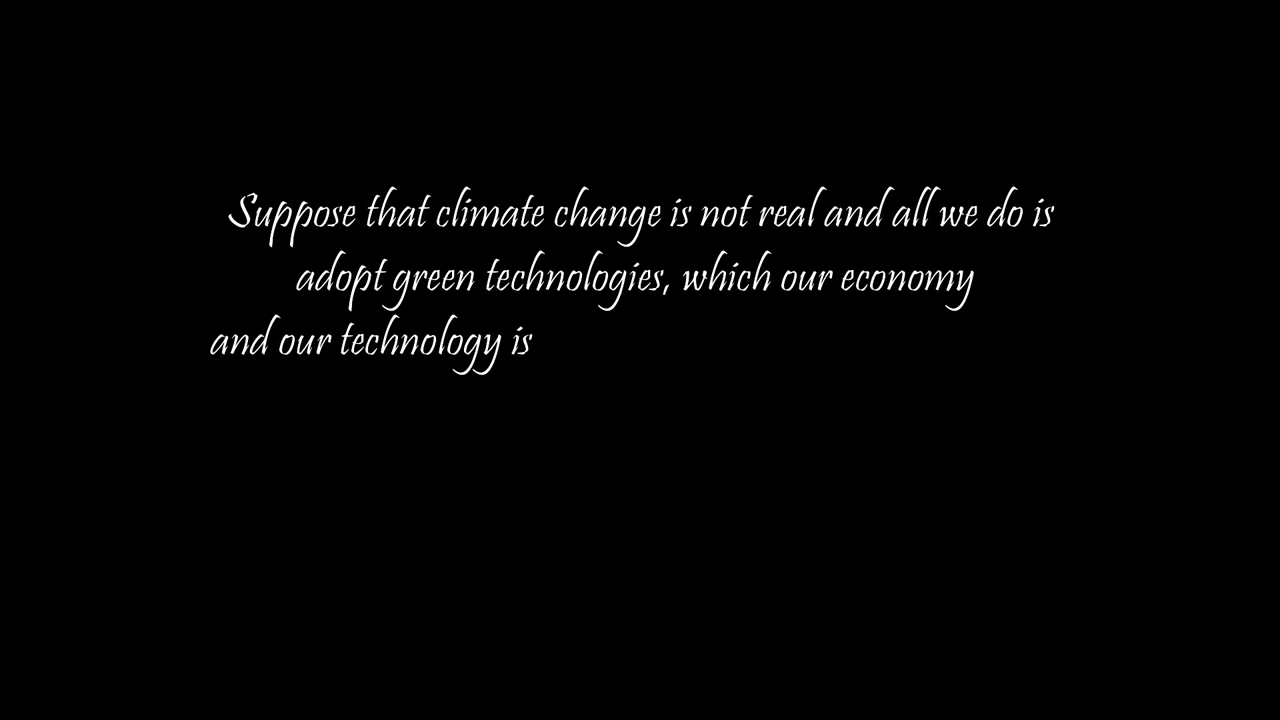 Suppose that climate change is not real and all we do is
adopt green technologies, which our economy
and our technology is